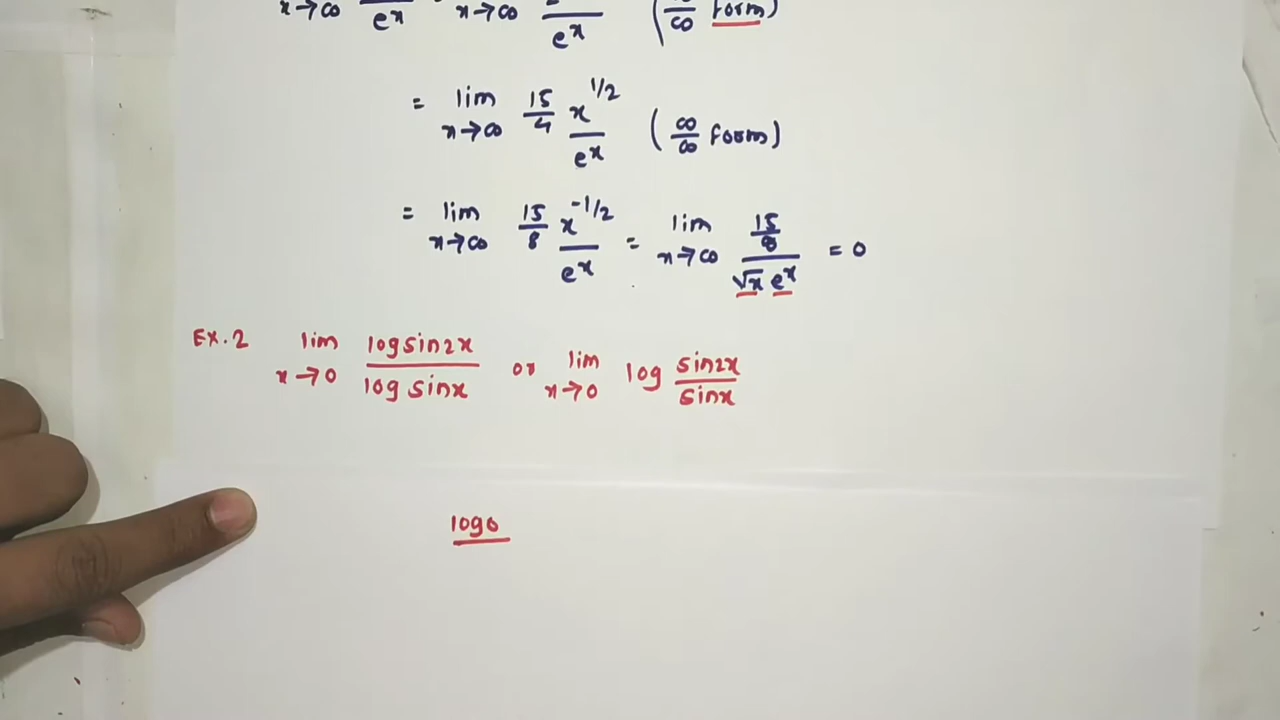 x→∞ e^x x→∞ e^x (∞ form)
= lim x→∞ 15/4 x^1/2 / e^x (∞/∞ form)
= lim x→∞ 15/8 x^-1/2 / e^x = lim x→∞ 15/8 / √x e^x = 0
EX.2 lim x→0 log sin2x / log sinx or lim x→0 log sin2x / sinx
log0